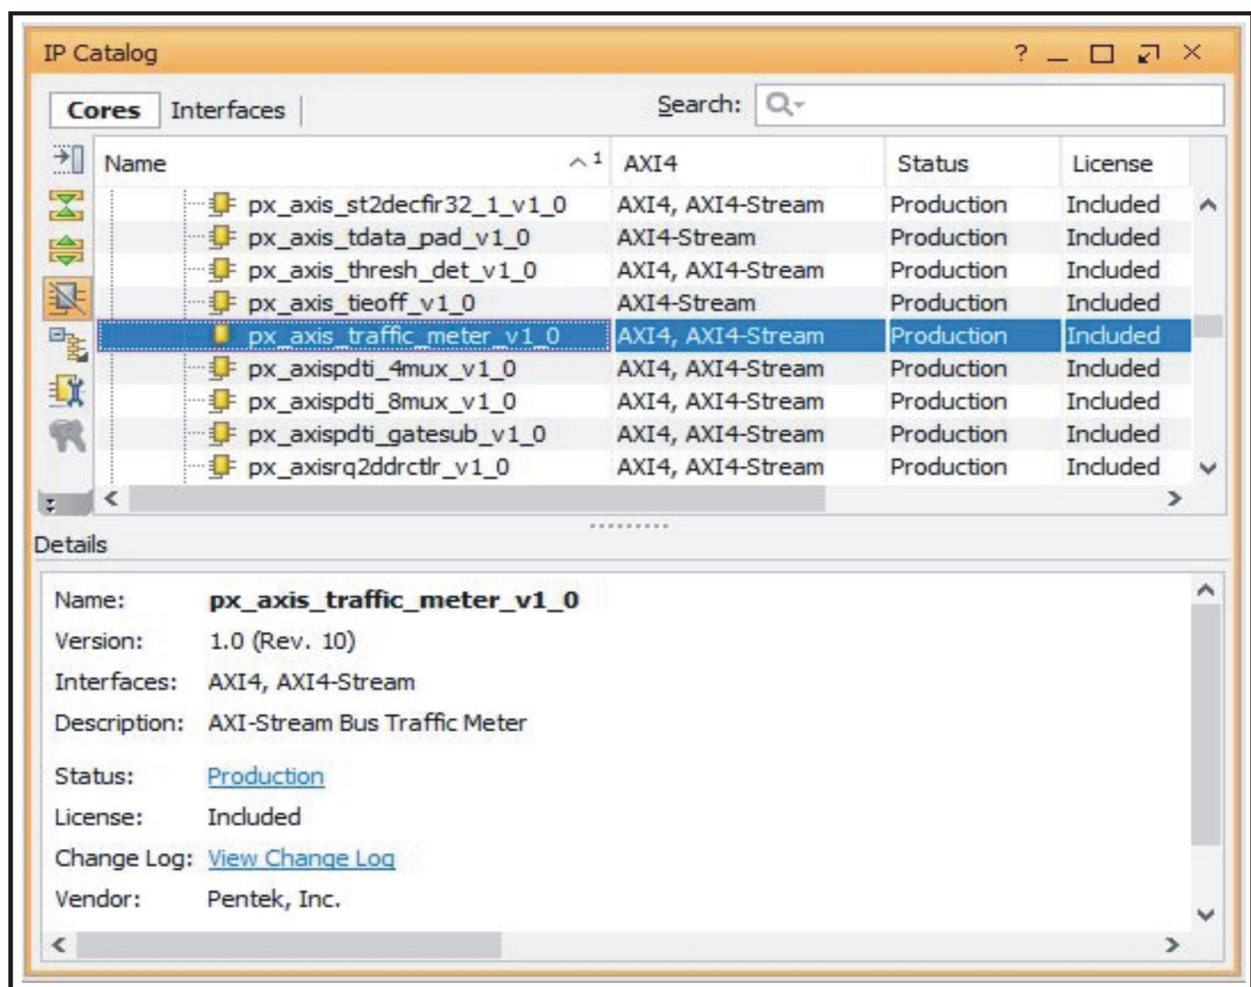 IP Catalog
Cores Interfaces Search:
Name 1 AXI4 Status License
px_axis_st2decfir32_1_v1_0 AXI4, AXI4-Stream Production Included
px_axis_tdata_pad_v1_0 AXI4-Stream Production Included
px_axis_thresh_det_v1_0 AXI4, AXI4-Stream Production Included
px_axis_tieoff_v1_0 AXI4-Stream Production Included
px_axis_traffic_meter_v1_0 AXI4, AXI4-Stream Production Included
px_axispdti_4mux_v1_0 AXI4, AXI4-Stream Production Included
px_axispdti_8mux_v1_0 AXI4, AXI4-Stream Production Included
px_axispdti_gatesub_v1_0 AXI4, AXI4-Stream Production Included
px_axisrq2ddrctlr_v1_0 AXI4, AXI4-Stream Production Included
Details
Name: px_axis_traffic_meter_v1_0
Version: 1.0 (Rev. 10)
Interfaces: AXI4, AXI4-Stream
Description: AXI-Stream Bus Traffic Meter
Status: Production
License: Included
Change Log: View Change Log
Vendor: Pentek, Inc.